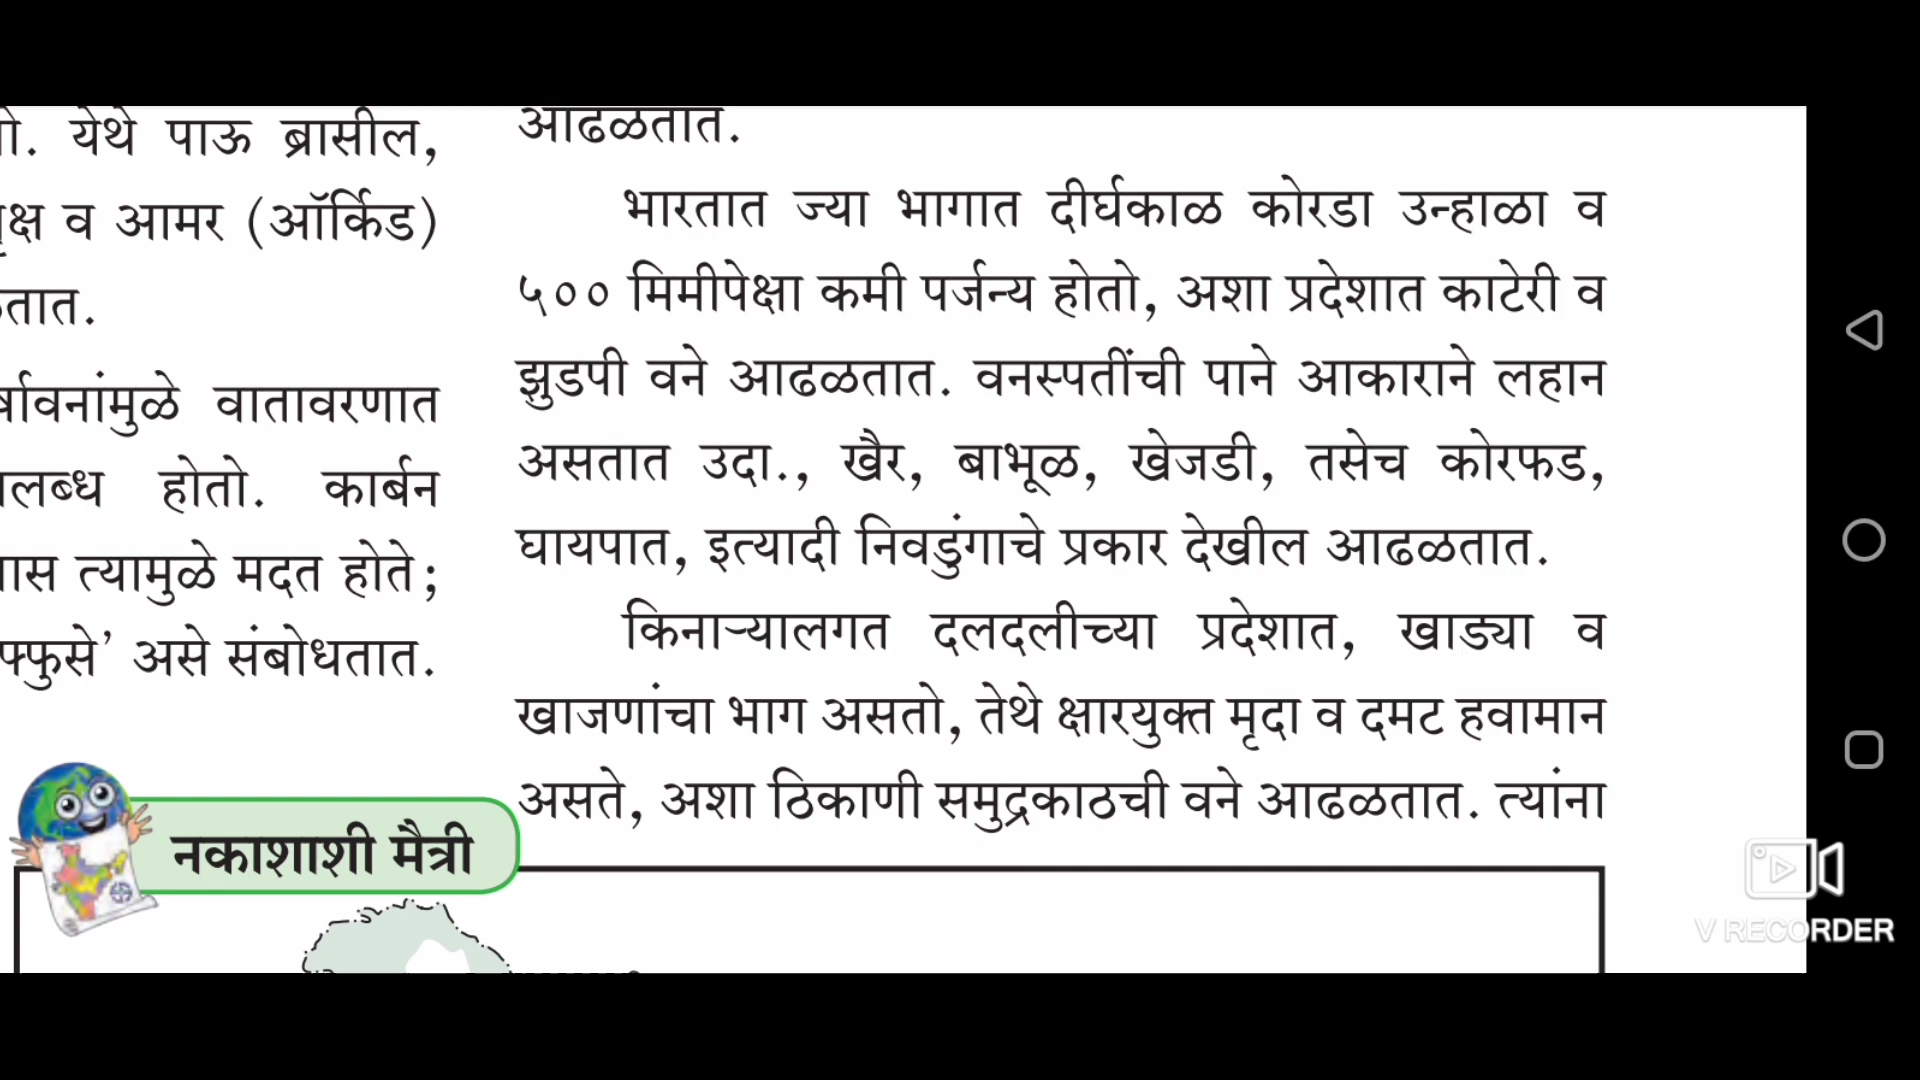 येथे पाऊ ब्रासील,
व आमर (ऑर्किड)
वातावरणात
होतो. कार्बन
त्यामुळे मदत होते;
असे संबोधतात.
आढळतात.
भारतात ज्या भागात दीर्घकाळ कोरडा उन्हाळा व
५०० मिमीपेक्षा कमी पर्जन्य होतो, अशा प्रदेशात काटेरी व
झुडपी वने आढळतात. वनस्पतींची पाने आकाराने लहान
असतात उदा., खैर, बाभूळ, खेजडी, तसेच कोरफड,
घायपात, इत्यादी निवडुंगाचे प्रकार देखील आढळतात.
किनाऱ्यालगत दलदलीच्या प्रदेशात, खाड्या व
खाजणांचा भाग असतो, तेथे क्षारयुक्त मृदा व दमट हवामान
असते, अशा ठिकाणी समुद्रकाठची वने आढळतात. त्यांना
नकाशाशी मैत्री
V RECORDER